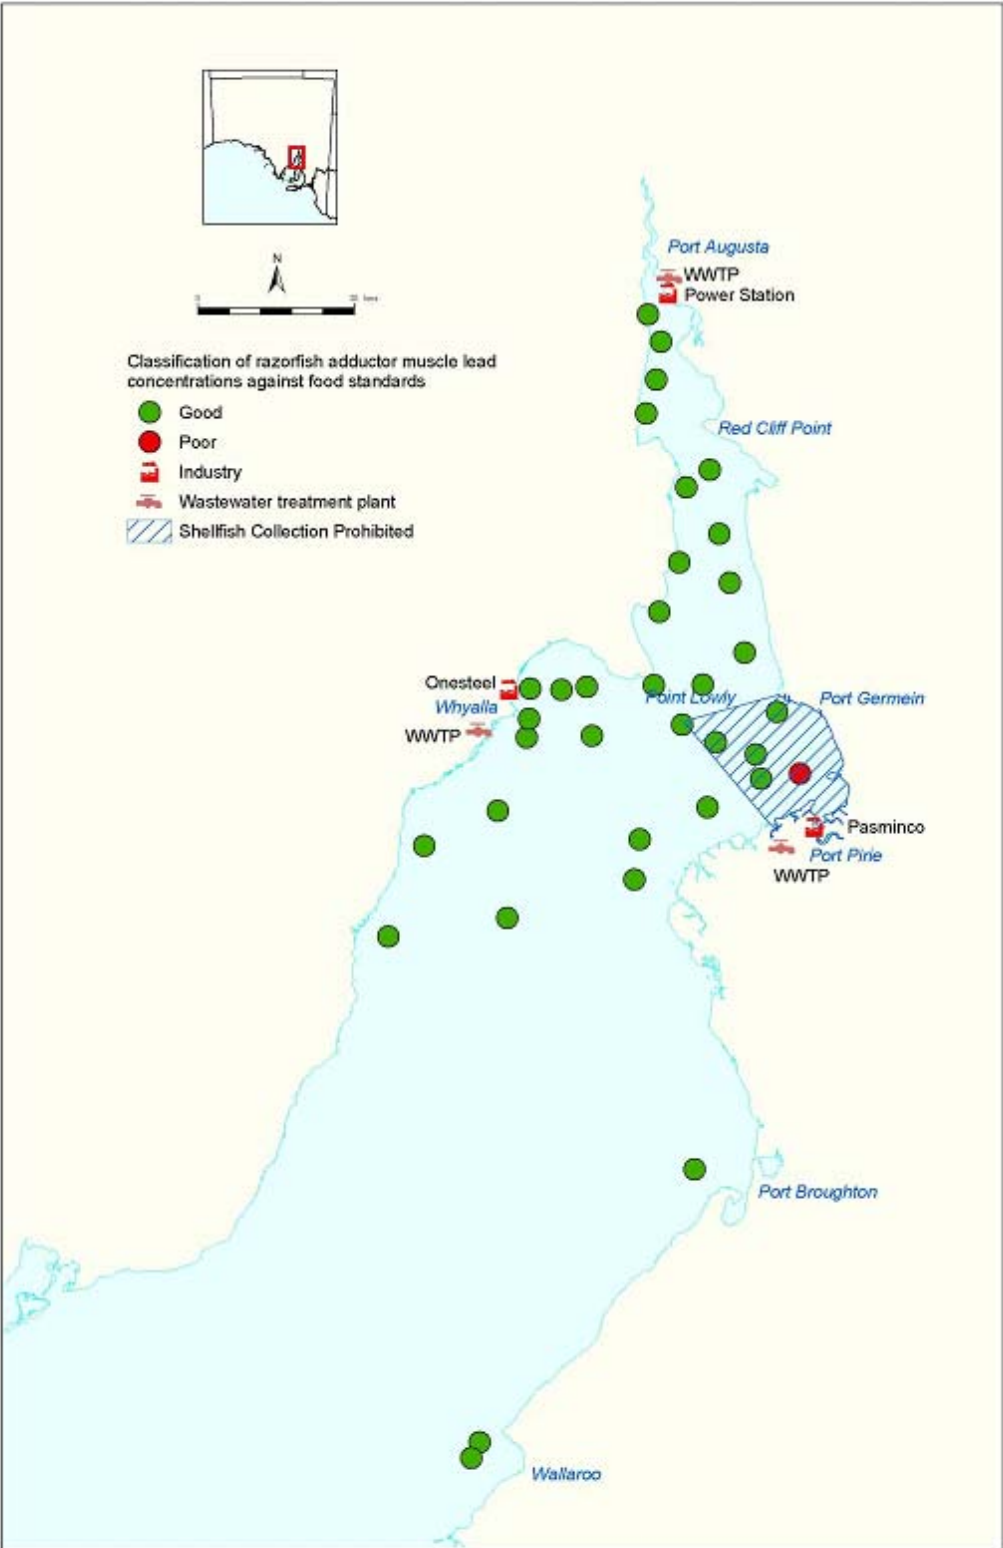 N
0
Port Augusta
WWTP
Power Station
Classification of razorfish adductor muscle lead
concentrations against food standards
Good
Poor
Industry
Wastewater treatment plant
Shellfish Collection Prohibited
Red Cliff Point
Onesteel
Whyalla
WWTP
Point Lowly
Port Germein
Pasminco
Port Pirie
WWTP
Port Broughton
Wallaroo